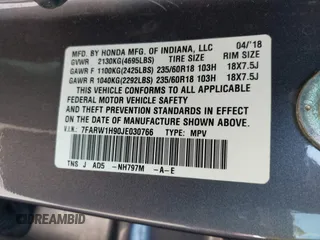 MFD. BY HONDA MFG. OF INDIANA, LLC 04/'18
GVWR 2130KG(4695LBS) TIRE SIZE RIM SIZE
GAWR F 1100KG(2425LBS) 235/60R18 103H 18X7.5J
GAWR R 1040KG(2292LBS) 235/60R18 103H 18X7.5J
THIS VEHICLE CONFORMS TO ALL APPLICABLE
FEDERAL MOTOR VEHICLE SAFETY, BUMPER, AND
THEFT PREVENTION STANDARDS IN EFFECT ON THE
DATE OF MANUFACTURE SHOWN ABOVE.
V.I.N.: 7FARW1H90JE030766 TYPE: MPV
TNS J AD5 -NH797M -A-E
DREAMBID